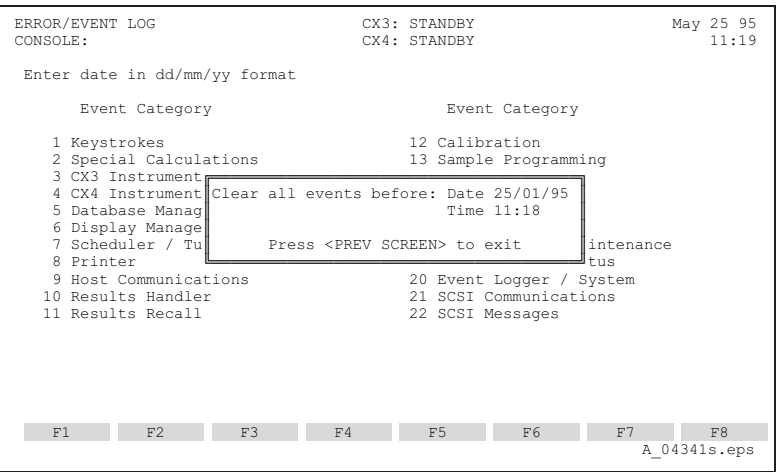 ERROR/EVENT LOG CX3: STANDBY May 25 95
CONSOLE: CX4: STANDBY 11:19
Enter date in dd/mm/yy format
Event Category Event Category
1 Keystrokes 12 Calibration
2 Special Calculations 13 Sample Programming
3 CX3 Instrument
4 CX4 Instrument Clear all events before: Date 25/01/95
5 Database Manag Time 11:18
6 Display Manage
7 Scheduler / Tu Press <PREV SCREEN> to exit intenance
8 Printer tus
9 Host Communications 20 Event Logger / System
10 Results Handler 21 SCSI Communications
11 Results Recall 22 SCSI Messages
F1 F2 F3 F4 F5 F6 F7 F8
A_04341s.eps